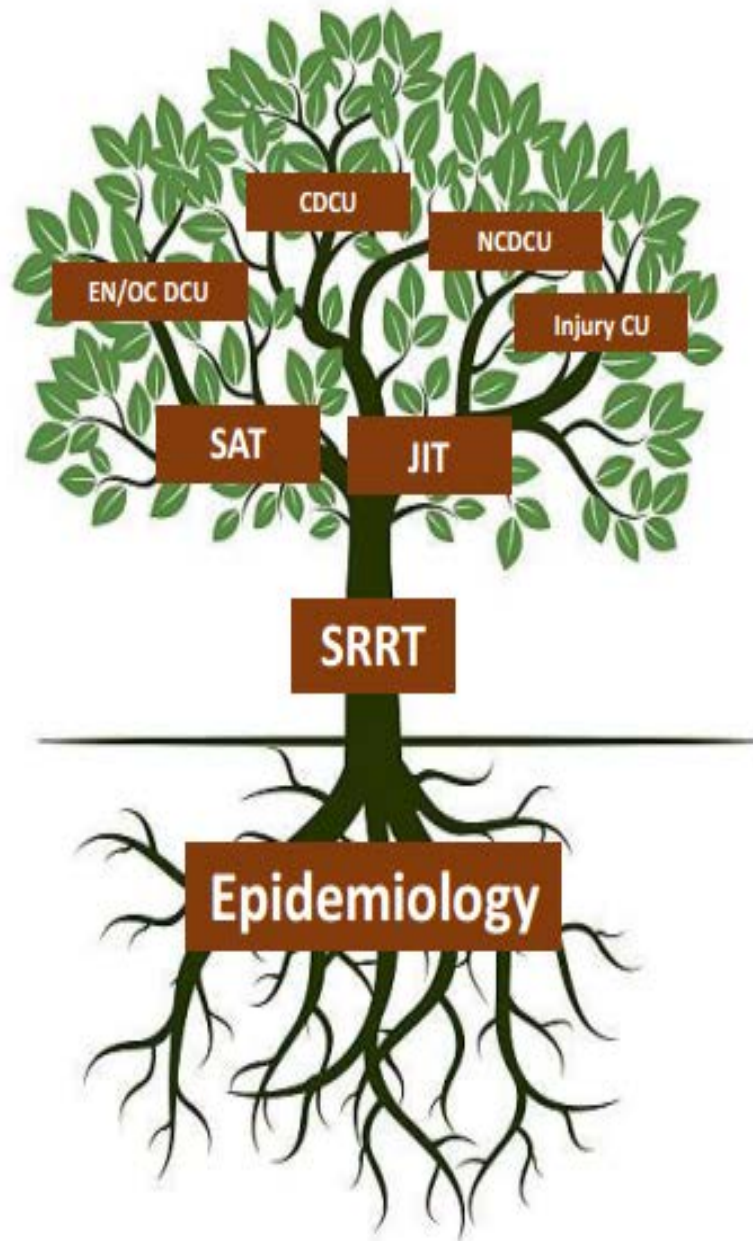 CDCU
NCDCU
EN/OC DCU
Injury CU
SAT
JIT
SRRT
Epidemiology